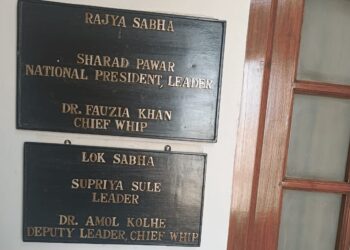 RAJYA SABHA
SHARAD PAWAR
NATIONAL PRESIDENT, LEADER
DR. FAUZIA KHAN
CHIEF WHIP
LOK SABHA
SUPRIYA SULE
LEADER
DR. AMOL KOLHE
DEPUTY LEADER, CHIEF WHIP